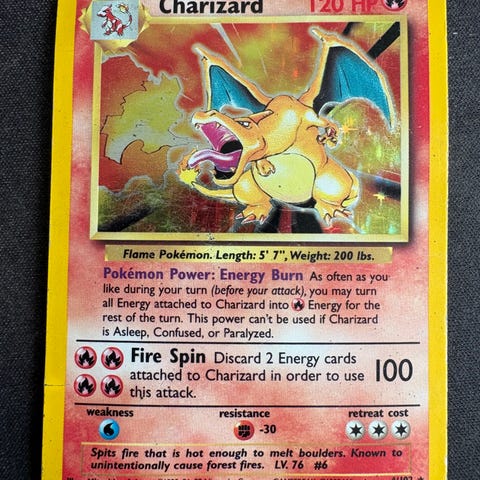 Charizard 120 HP
Flame Pokémon. Length: 5' 7", Weight: 200 lbs.
Pokémon Power: Energy Burn As often as you
like during your turn (before your attack), you may turn
all Energy attached to Charizard into Energy for the
rest of the turn. This power can't be used if Charizard
is Asleep, Confused, or Paralyzed.
Fire Spin Discard 2 Energy cards
attached to Charizard in order to use
this attack.
100
weakness resistance retreat cost
-30
Spits fire that is hot enough to melt boulders. Known to
unintentionally cause forest fires. LV. 76 #6